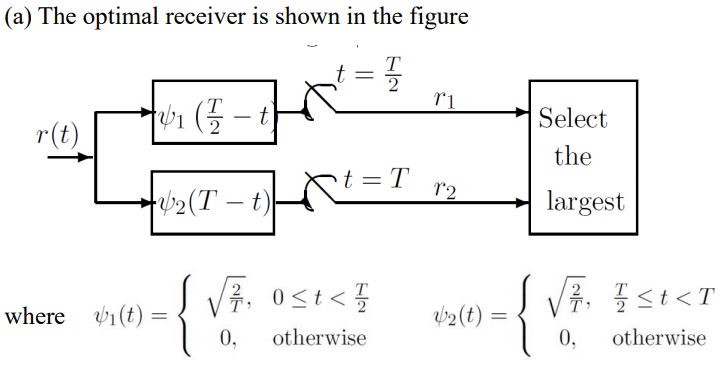 (a) The optimal receiver is shown in the figure
t = T/2
ψ₁(T/2 − t)
r₁
Select
r(t)
the
t = T
r₂
ψ₂(T − t)
largest
where ψ₁(t) = { √(2/T), 0 ≤ t < T/2
0, otherwise
ψ₂(t) = { √(2/T), T/2 ≤ t < T
0, otherwise